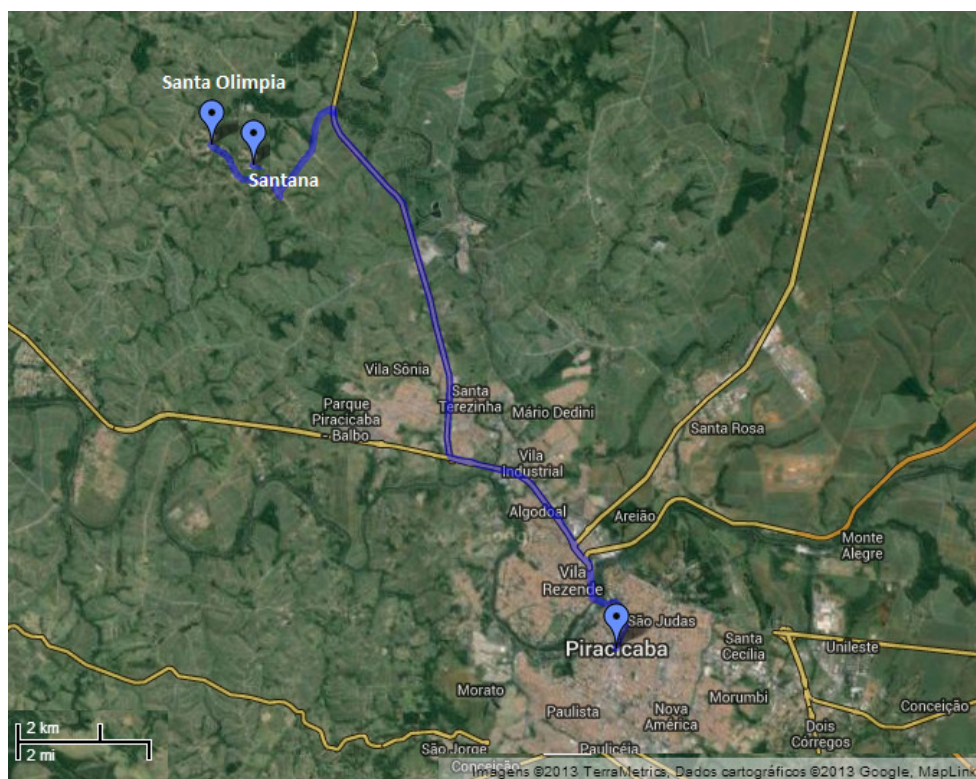 Santa Olimpia
Santana
Vila Sônia
Santa
Terezinha
Parque
Piracicaba
- Balbo
Mário Dedini
Santa Rosa
Vila
Industrial
Algodoal
Areião
Monte
Alegre
Vila
Rezende
São Judas
Piracicaba
Santa
Cecília
Unileste
Morato
Morumbi
Conceição
Paulista
Nova
América
Dois
Córregos
São Jorge
Paulicéia
Conceição
2 km
2 mi
Imagens ©2013 TerraMetrics, Dados cartográficos ©2013 Google, MapLink